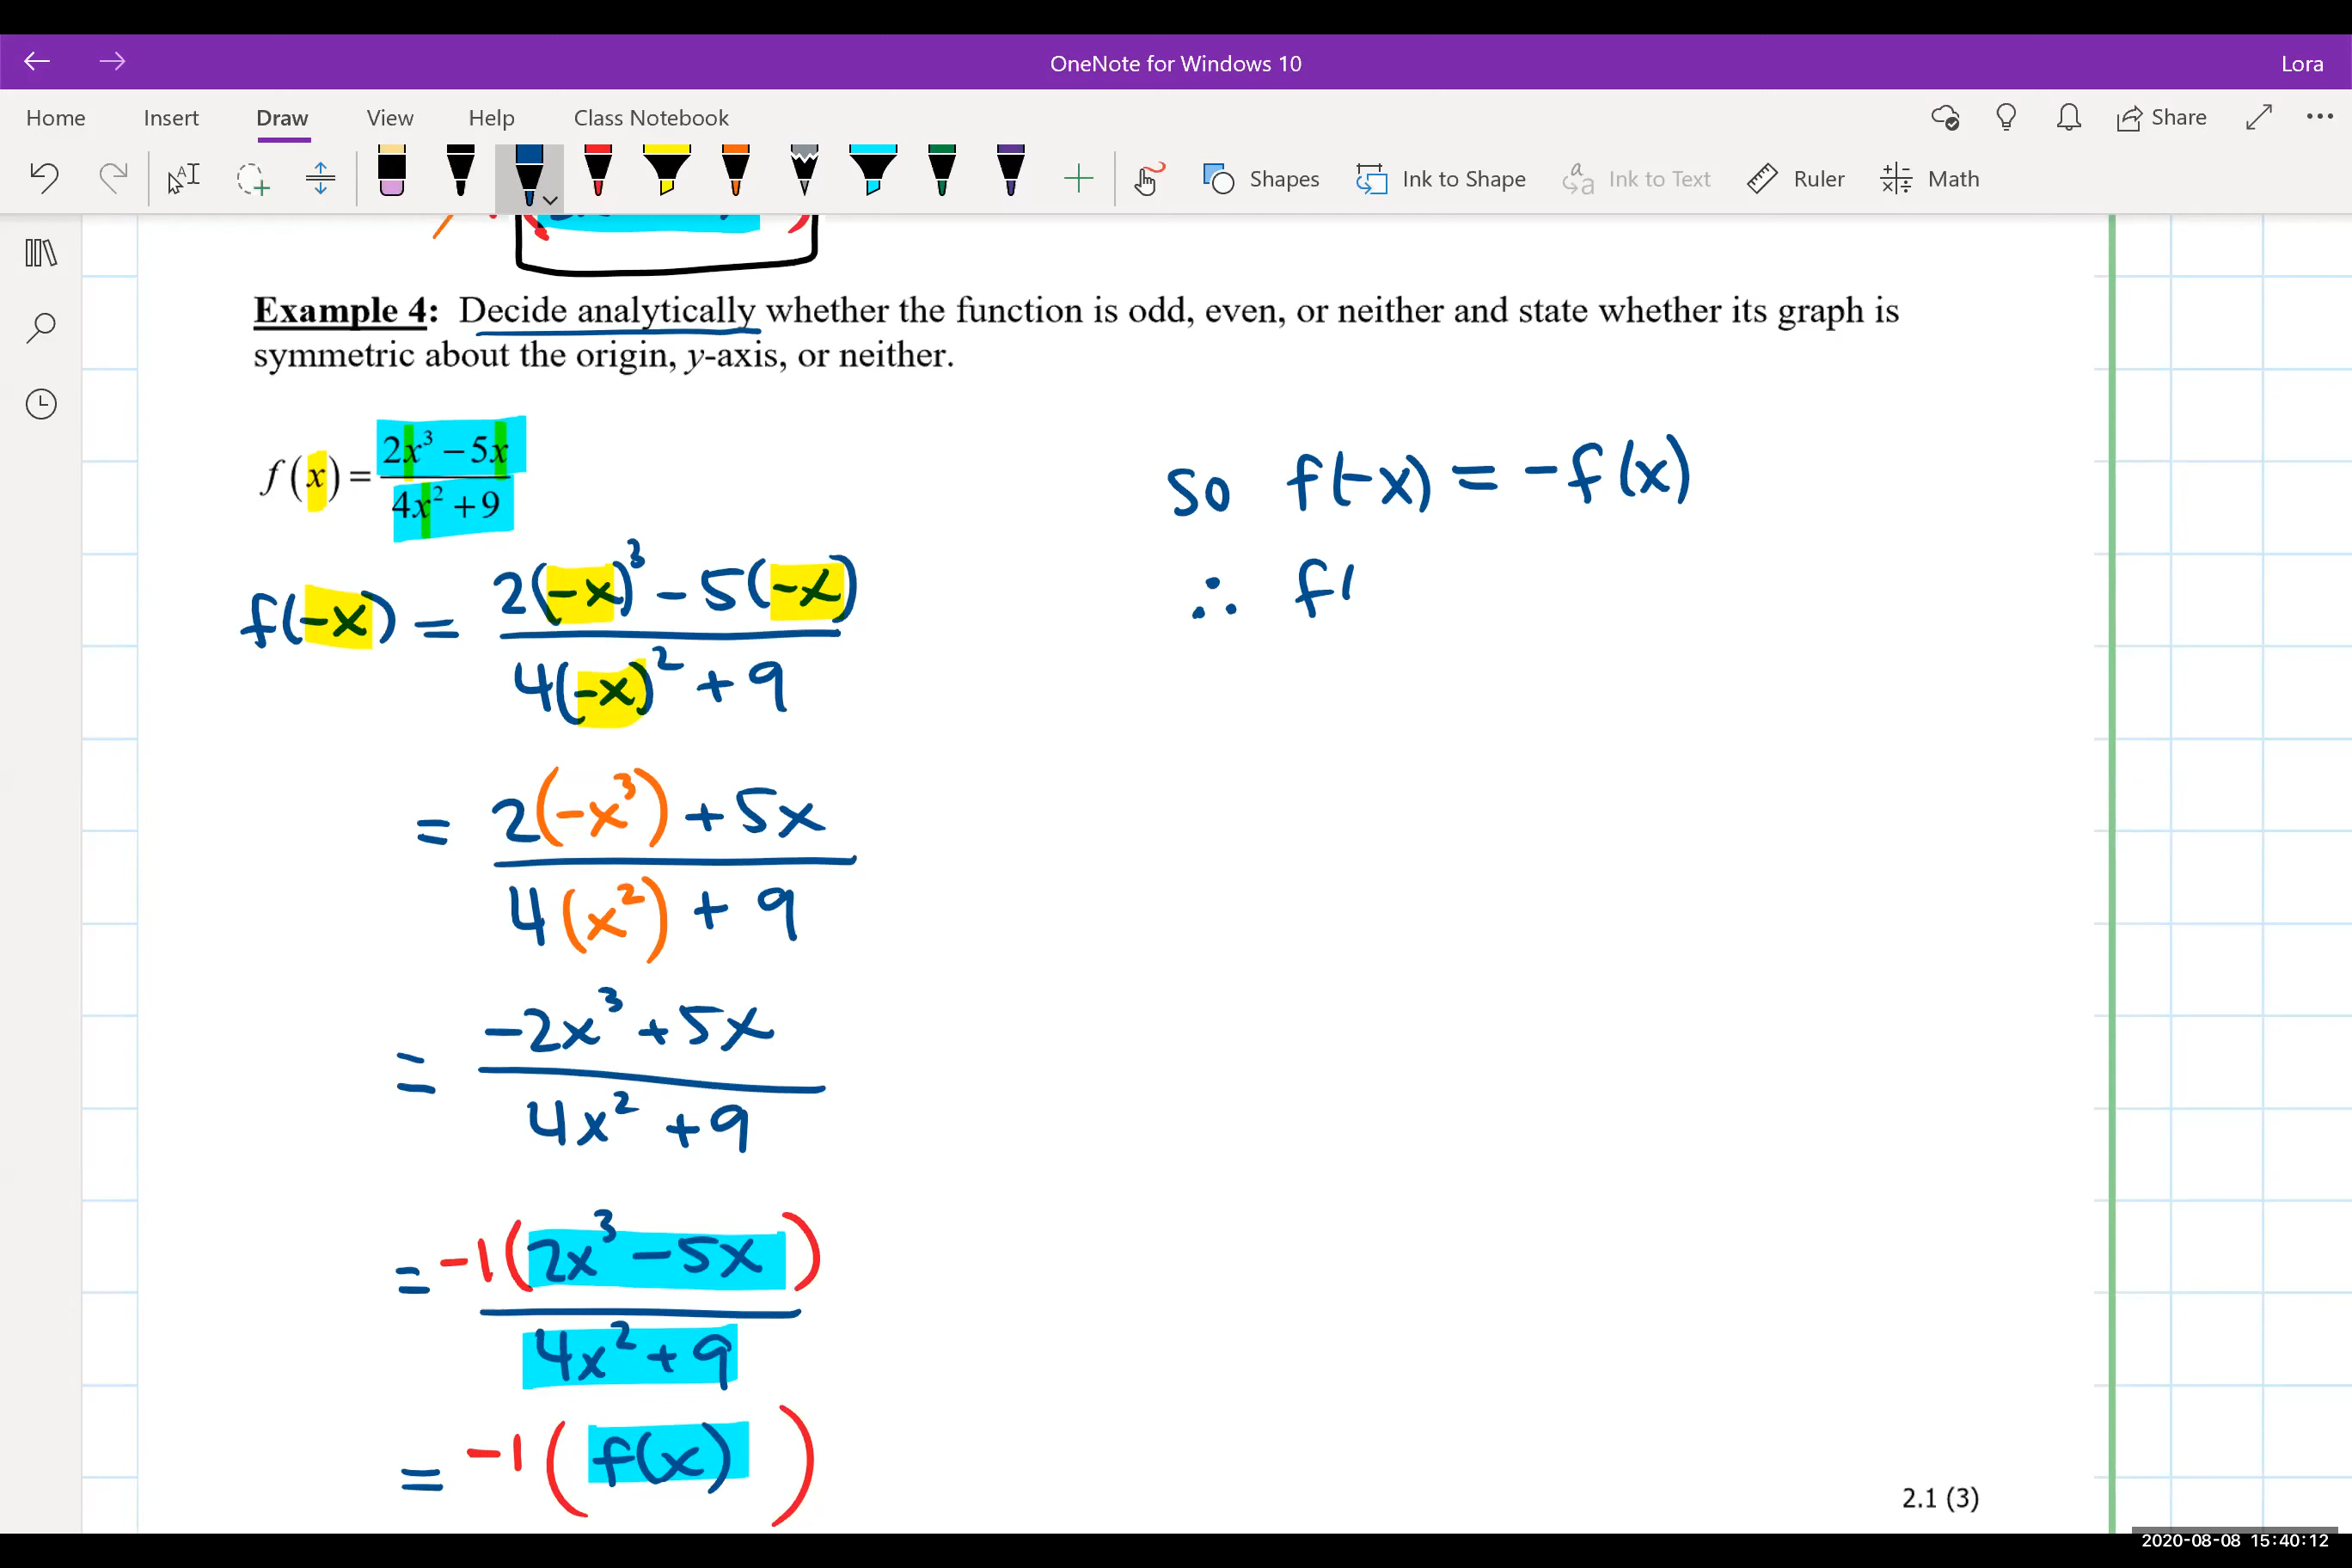 OneNote for Windows 10
Lora
Home Insert Draw View Help Class Notebook Share
Shapes Ink to Shape Ink to Text Ruler Math
Example 4: Decide analytically whether the function is odd, even, or neither and state whether its graph is
symmetric about the origin, y-axis, or neither.
f(x) = (2x³ − 5x)/(4x² + 9)
f(-x) = (2(-x)³ - 5(-x))/(4(-x)² + 9)
= (2(-x³) + 5x)/(4(x²) + 9)
= (-2x³ + 5x)/(4x² + 9)
= -1(2x³ - 5x)/(4x² + 9)
= -1(f(x))
so f(-x) = -f(x)
∴ f(
2.1 (3)
2020-08-08 15:40:12